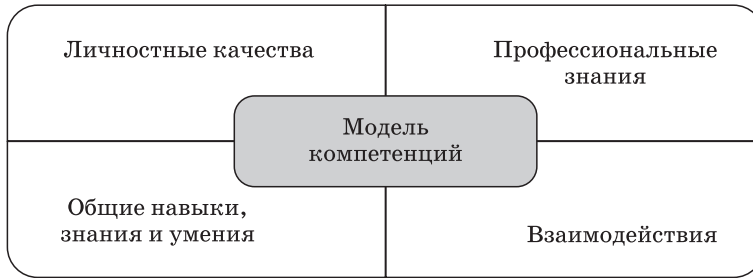 Личностные качества
Профессиональные
знания
Модель
компетенций
Общие навыки,
знания и умения
Взаимодействия